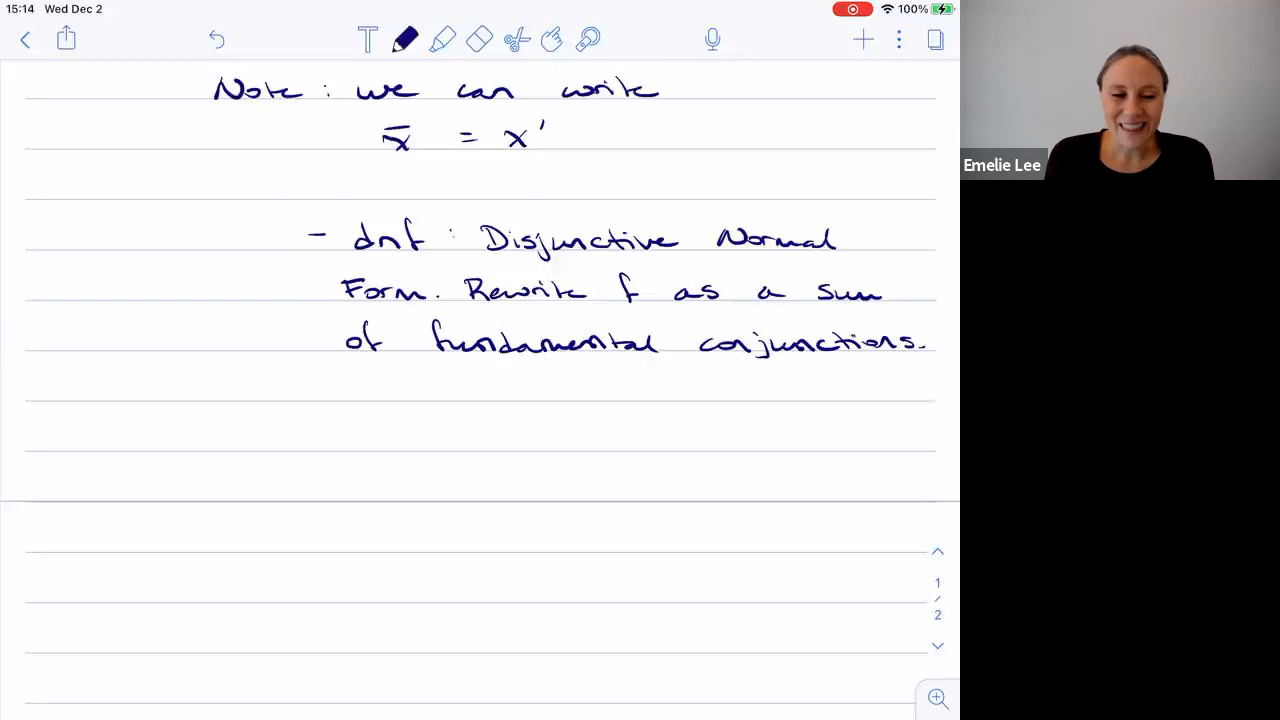 15:14 Wed Dec 2
100%
T
Note: we can write
x̄ = x'
- dnf: Disjunctive Normal
Form. Rewrite f as a sum
of fundamental conjunctions.
Emelie Lee
1
/
2